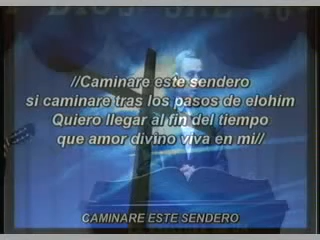 //Caminare este sendero
si caminare tras los pasos de elohim
Quiero llegar al fin del tiempo
que amor divino viva en mi//
CAMINARE ESTE SENDERO